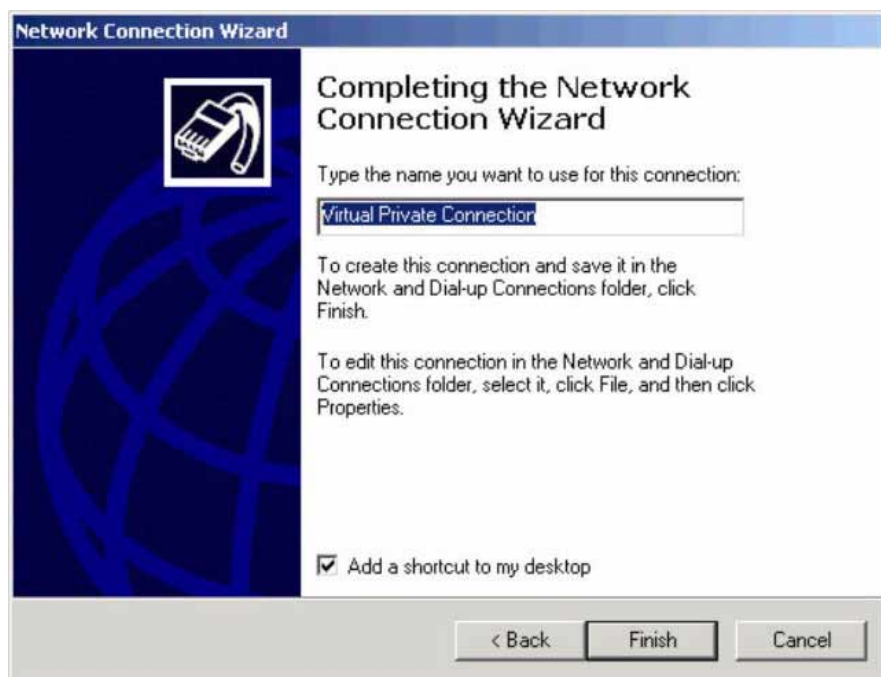 Network Connection Wizard
Completing the Network
Connection Wizard
Type the name you want to use for this connection:
Virtual Private Connection
To create this connection and save it in the
Network and Dial-up Connections folder, click
Finish.
To edit this connection in the Network and Dial-up
Connections folder, select it, click File, and then click
Properties.
Add a shortcut to my desktop
< Back Finish Cancel